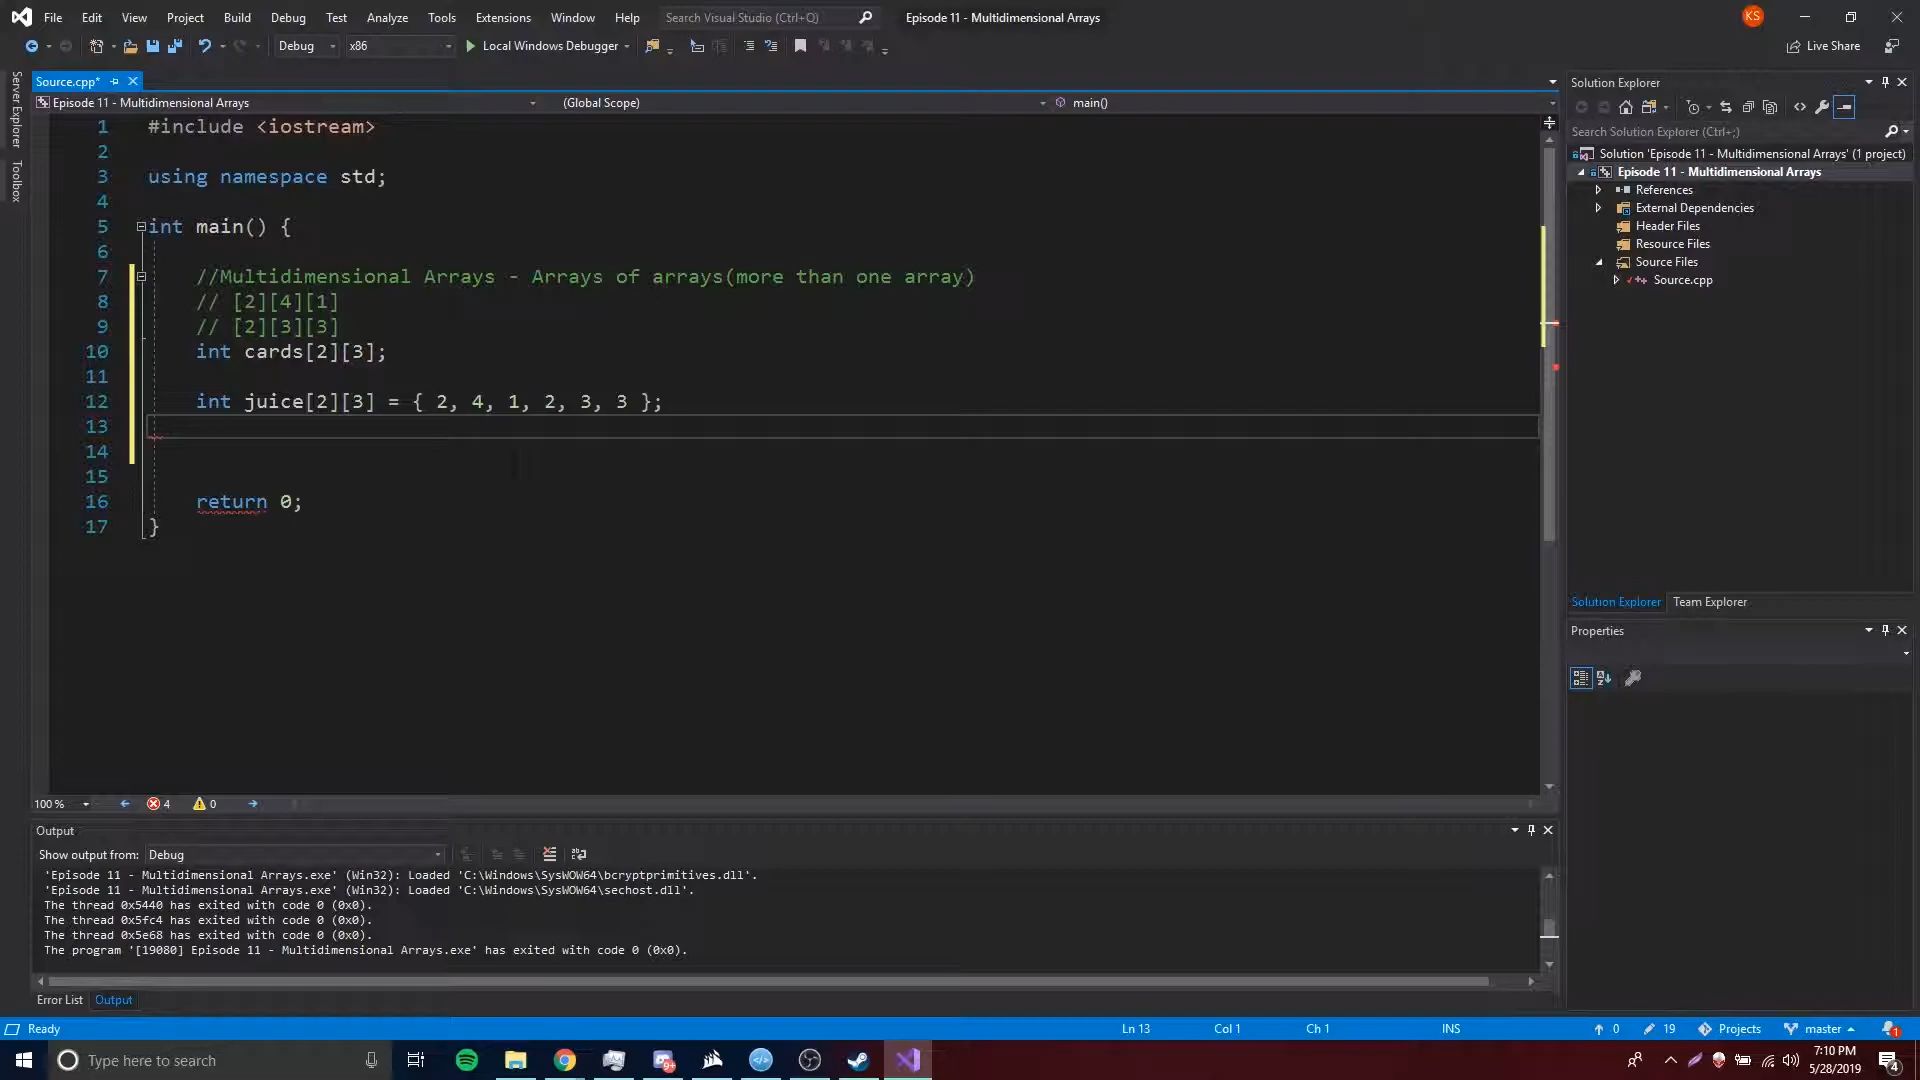 File Edit View Project Build Debug Test Analyze Tools Extensions Window Help Search Visual Studio (Ctrl+Q) Episode 11 - Multidimensional Arrays KS
Debug x86 Local Windows Debugger Live Share
Server Explorer
Toolbox
Source.cpp*
Episode 11 - Multidimensional Arrays (Global Scope) main()
1 #include <iostream>
2
3 using namespace std;
4
5 int main() {
6
7 //Multidimensional Arrays - Arrays of arrays(more than one array)
8 // [2][4][1]
9 // [2][3][3]
10 int cards[2][3];
11
12 int juice[2][3] = { 2, 4, 1, 2, 3, 3 };
13
14
15
16 return 0;
17 }
100 % 4 0
Solution Explorer
Search Solution Explorer (Ctrl+;)
Solution 'Episode 11 - Multidimensional Arrays' (1 project)
Episode 11 - Multidimensional Arrays
References
External Dependencies
Header Files
Resource Files
Source Files
Source.cpp
Solution Explorer Team Explorer
Properties
Output
Show output from: Debug
'Episode 11 - Multidimensional Arrays.exe' (Win32): Loaded 'C:\Windows\SysWOW64\bcryptprimitives.dll'.
'Episode 11 - Multidimensional Arrays.exe' (Win32): Loaded 'C:\Windows\SysWOW64\sechost.dll'.
The thread 0x5440 has exited with code 0 (0x0).
The thread 0x5fc4 has exited with code 0 (0x0).
The thread 0x5e68 has exited with code 0 (0x0).
The program '[19080] Episode 11 - Multidimensional Arrays.exe' has exited with code 0 (0x0).
Error List Output
Ready Ln 13 Col 1 Ch 1 INS 0 19 Projects master 1
Type here to search 9+ 7:10 PM
5/28/2019 4